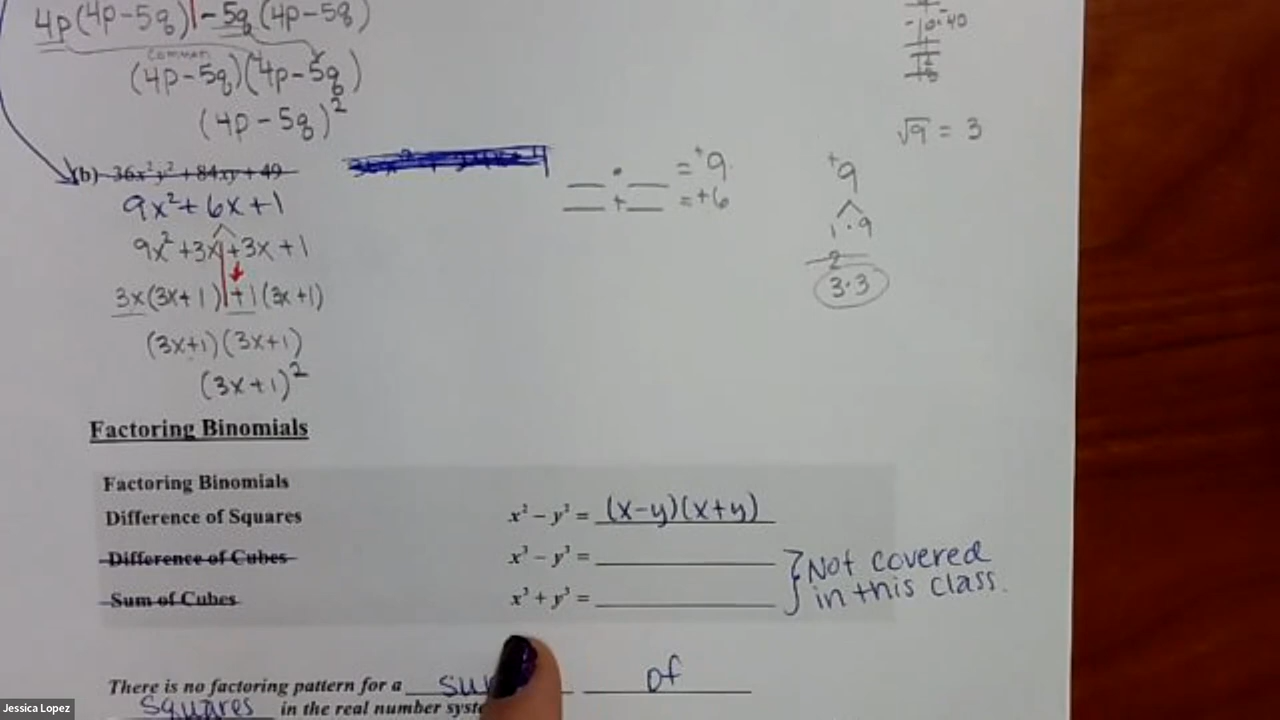 4p(4p-5q) - 5q(4p-5q)
Common
(4p-5q)(4p-5q)
(4p-5q)²
√9 = 3
(b) 36x²y² + 84xy + 49
9x² + 6x + 1
9x² + 3x + 3x + 1
3x(3x+1) + 1(3x+1)
(3x+1)(3x+1)
(3x+1)²
__ · __ = +9
__ + __ = +6
+9
1·9
2
3·3
Factoring Binomials
Factoring Binomials
Difference of Squares x² - y² = (x-y)(x+y)
Difference of Cubes x³ - y³ = ____
Sum of Cubes x³ + y³ = ____
Not covered
in this class.
There is no factoring pattern for a of
squares in the real number
Jessica Lopez